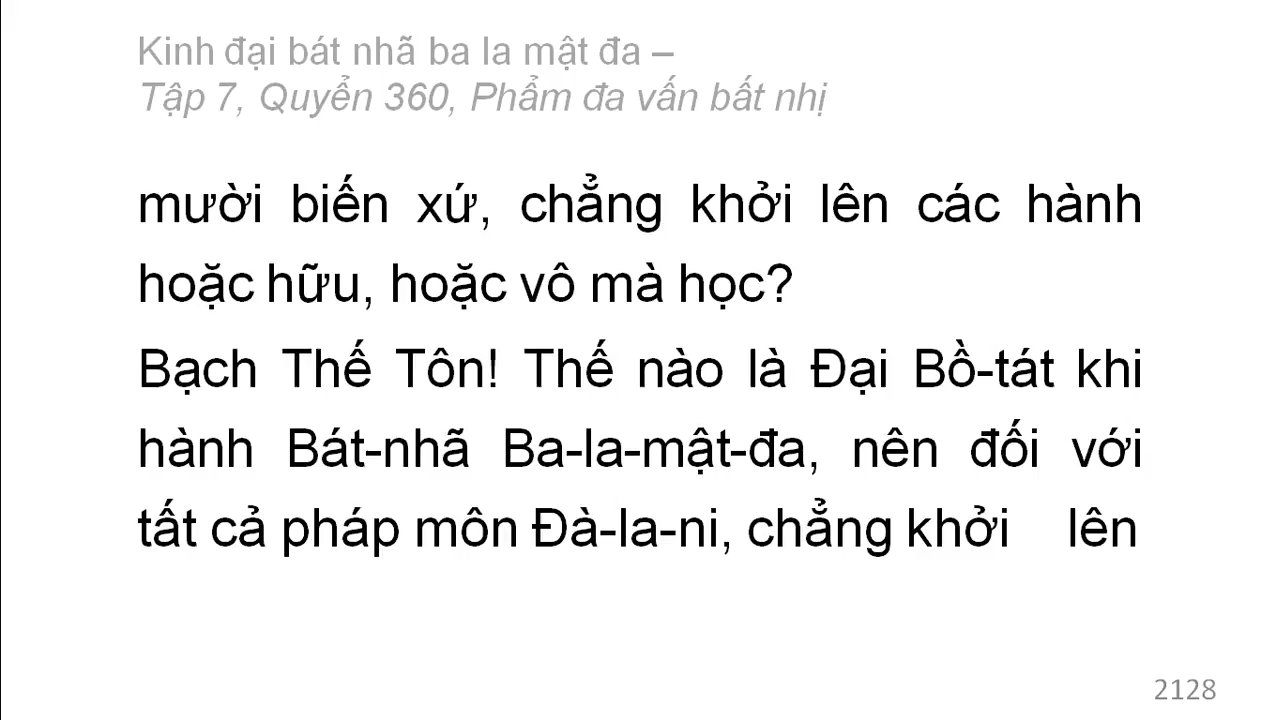 Kinh đại bát nhã ba la mật đa –
Tập 7, Quyển 360, Phẩm đa vấn bất nhị
mười biến xứ, chẳng khởi lên các hành
hoặc hữu, hoặc vô mà học?
Bạch Thế Tôn! Thế nào là Đại Bồ-tát khi
hành Bát-nhã Ba-la-mật-đa, nên đối với
tất cả pháp môn Đà-la-ni, chẳng khởi lên
2128